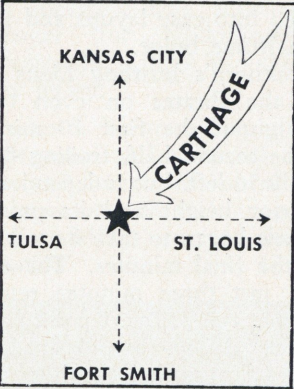 KANSAS CITY
CARTHAGE
TULSA
ST. LOUIS
FORT SMITH